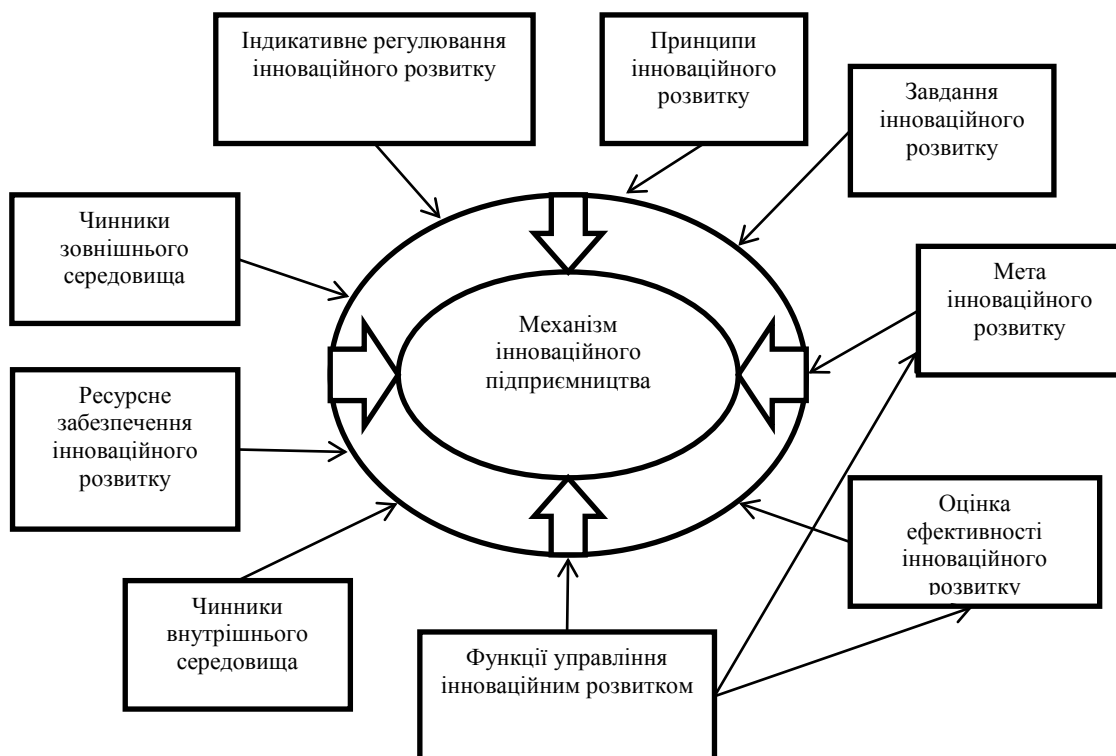 Індикативне регулювання
інноваційного розвитку
Принципи
інноваційного
розвитку
Завдання
інноваційного
розвитку
Чинники
зовнішнього
середовища
Мета
інноваційного
розвитку
Механізм
інноваційного
підприємництва
Ресурсне
забезпечення
інноваційного
розвитку
Оцінка
ефективності
інноваційного
розвитку
Чинники
внутрішнього
середовища
Функції управління
інноваційним розвитком